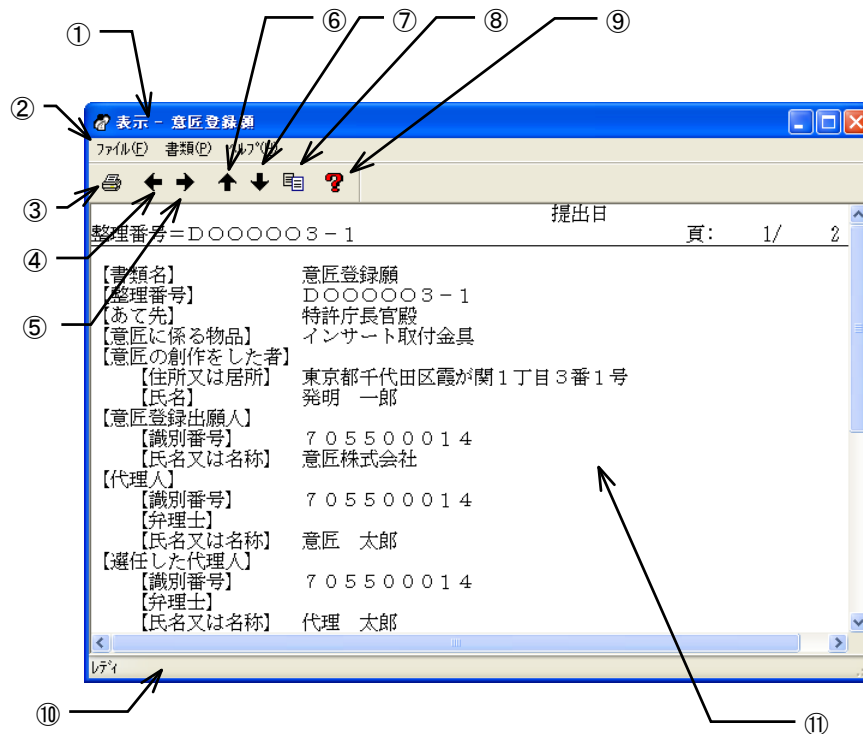 ① ⑥ ⑦ ⑧ ⑨
②
表示 - 意匠登録願
ファイル(F) 書類(P) ヘルプ(H)
③
提出日
整理番号＝Ｄ０００００３－１ 頁： 1/ 2
④
【書類名】 意匠登録願
【整理番号】 Ｄ０００００３－１
【あて先】 特許庁長官殿
⑤
【意匠に係る物品】 インサート取付金具
【意匠の創作をした者】
【住所又は居所】 東京都千代田区霞が関１丁目３番１号
【氏名】 発明　一郎
【意匠登録出願人】
【識別番号】 ７０５５０００１４
【氏名又は名称】 意匠株式会社
【代理人】
【識別番号】 ７０５５０００１４
【弁理士】
【氏名又は名称】 意匠　太郎
【選任した代理人】
【識別番号】 ７０５５０００１４
【弁理士】
【氏名又は名称】 代理　太郎
ﾚﾃﾞｨ
⑩ ⑪